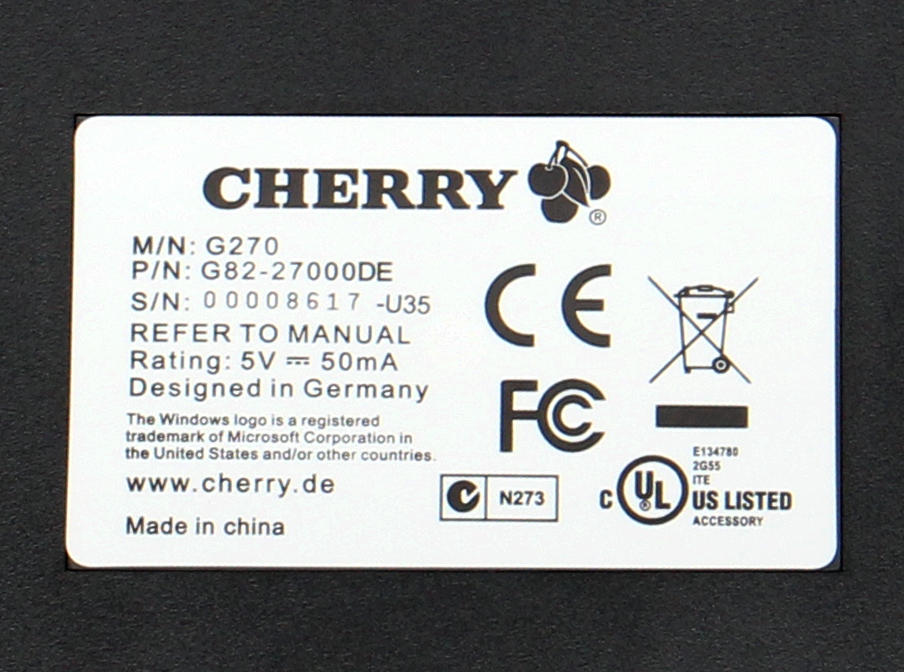 CHERRY ®
M/N: G270
P/N: G82-27000DE
S/N: 00008617 -U35
REFER TO MANUAL
Rating: 5V ⎓ 50mA
Designed in Germany
The Windows logo is a registered
trademark of Microsoft Corporation in
the United States and/or other countries.
www.cherry.de
Made in china
CE
FC
N273
E134780
2G55
ITE
C UL ® US LISTED
ACCESSORY